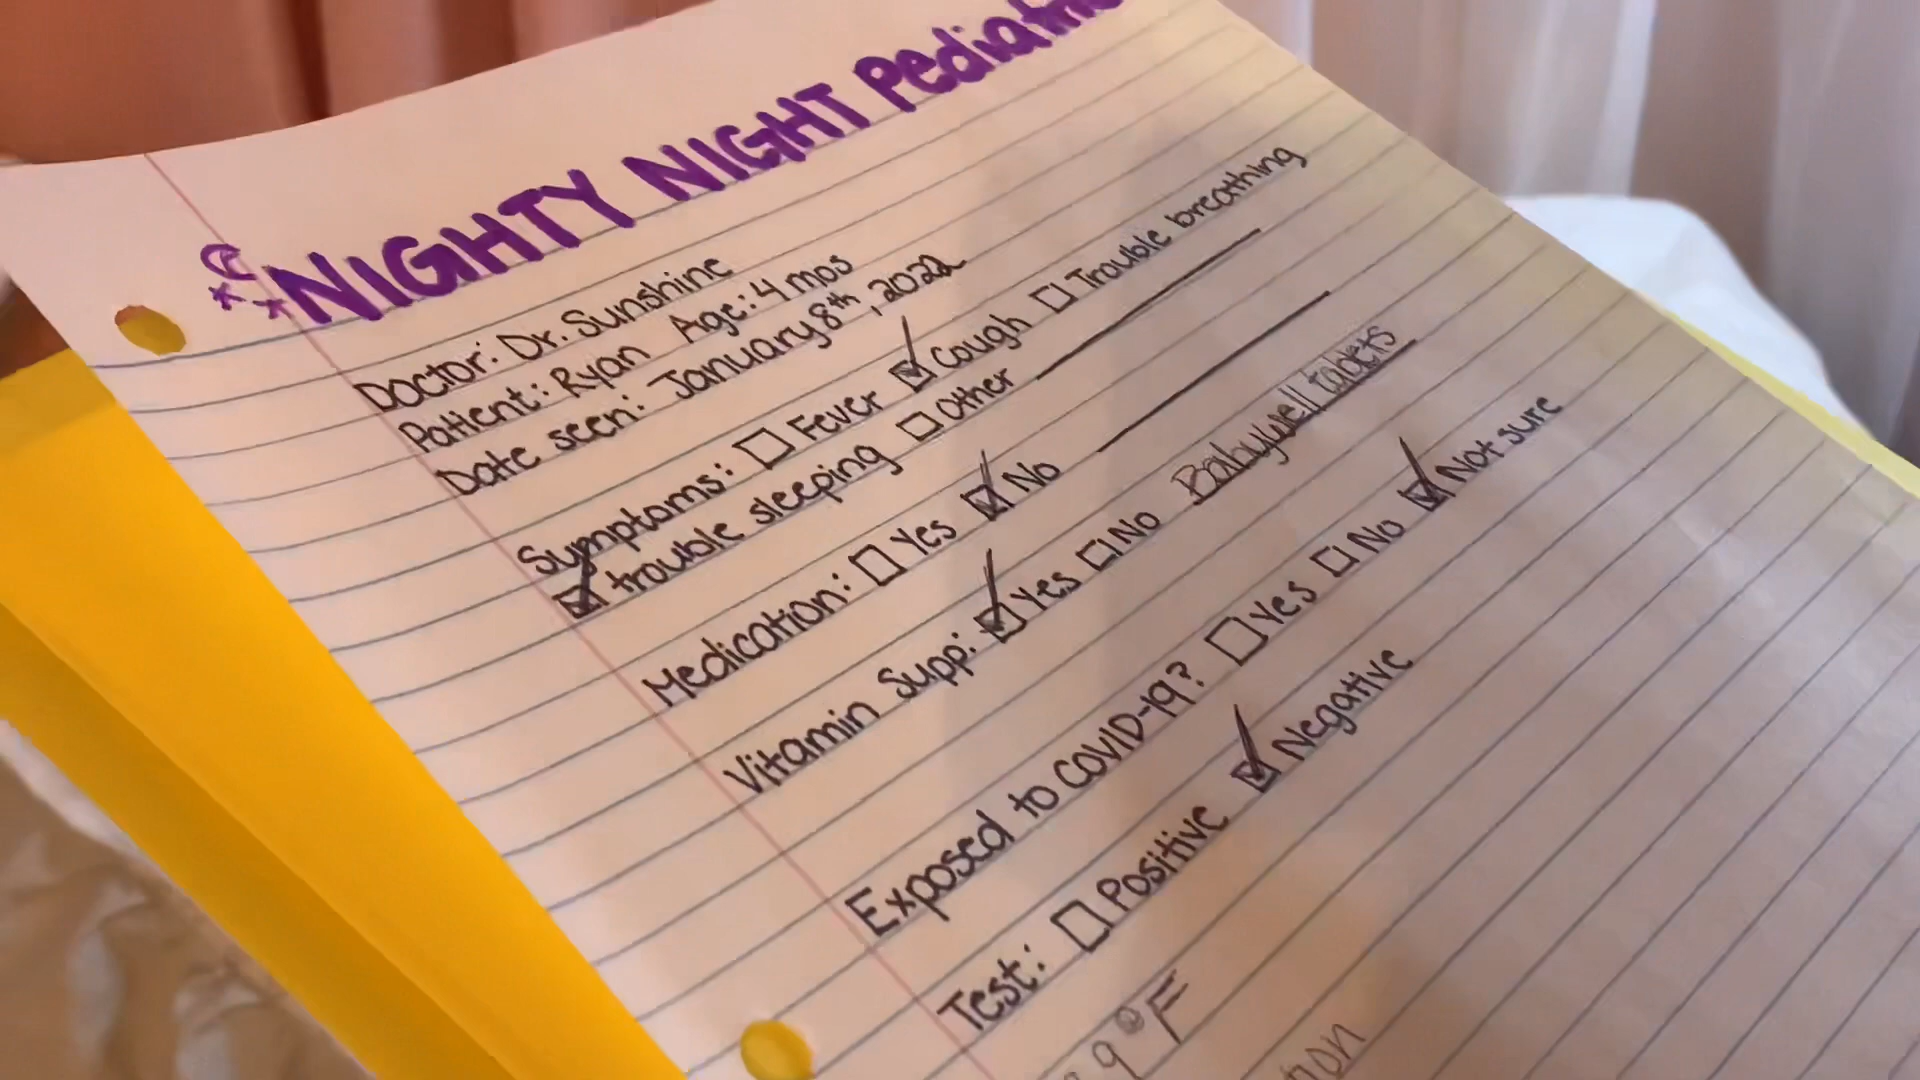 NIGHTY NIGHT Pediatric
Doctor: Dr. Sunshine
Patient: Ryan Age: 4 mos
Date seen: January 8th, 2022
Symptoms: ☐ Fever ☑ Cough ☐ Trouble breathing
☑ trouble sleeping ☐ Other
Medication: ☐ Yes ☑ No
Vitamin Supp: ☑ Yes ☐ No Babywell tablets
Exposed to COVID-19? ☐ Yes ☐ No ☑ Not sure
Test: ☐ Positive ☑ Negative
9°F